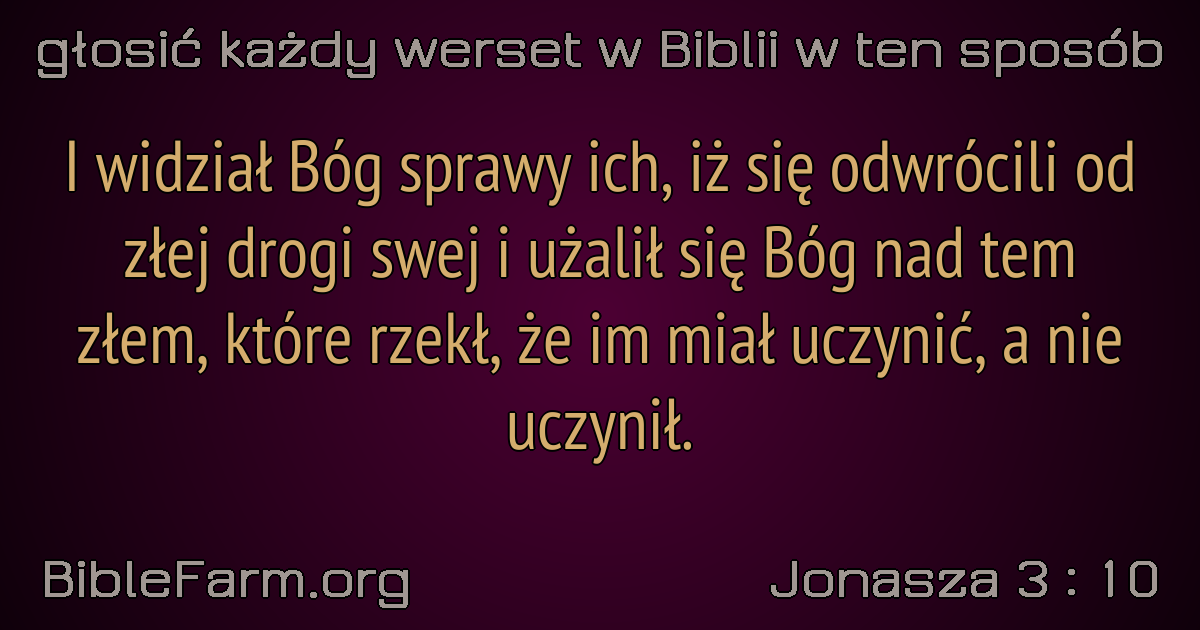 głosić każdy werset w Biblii w ten sposób
I widział Bóg sprawy ich, iż się odwrócili od
złej drogi swej i użalił się Bóg nad tem
złem, które rzekł, że im miał uczynić, a nie
uczynił.
BibleFarm.org
Jonasza 3 : 10